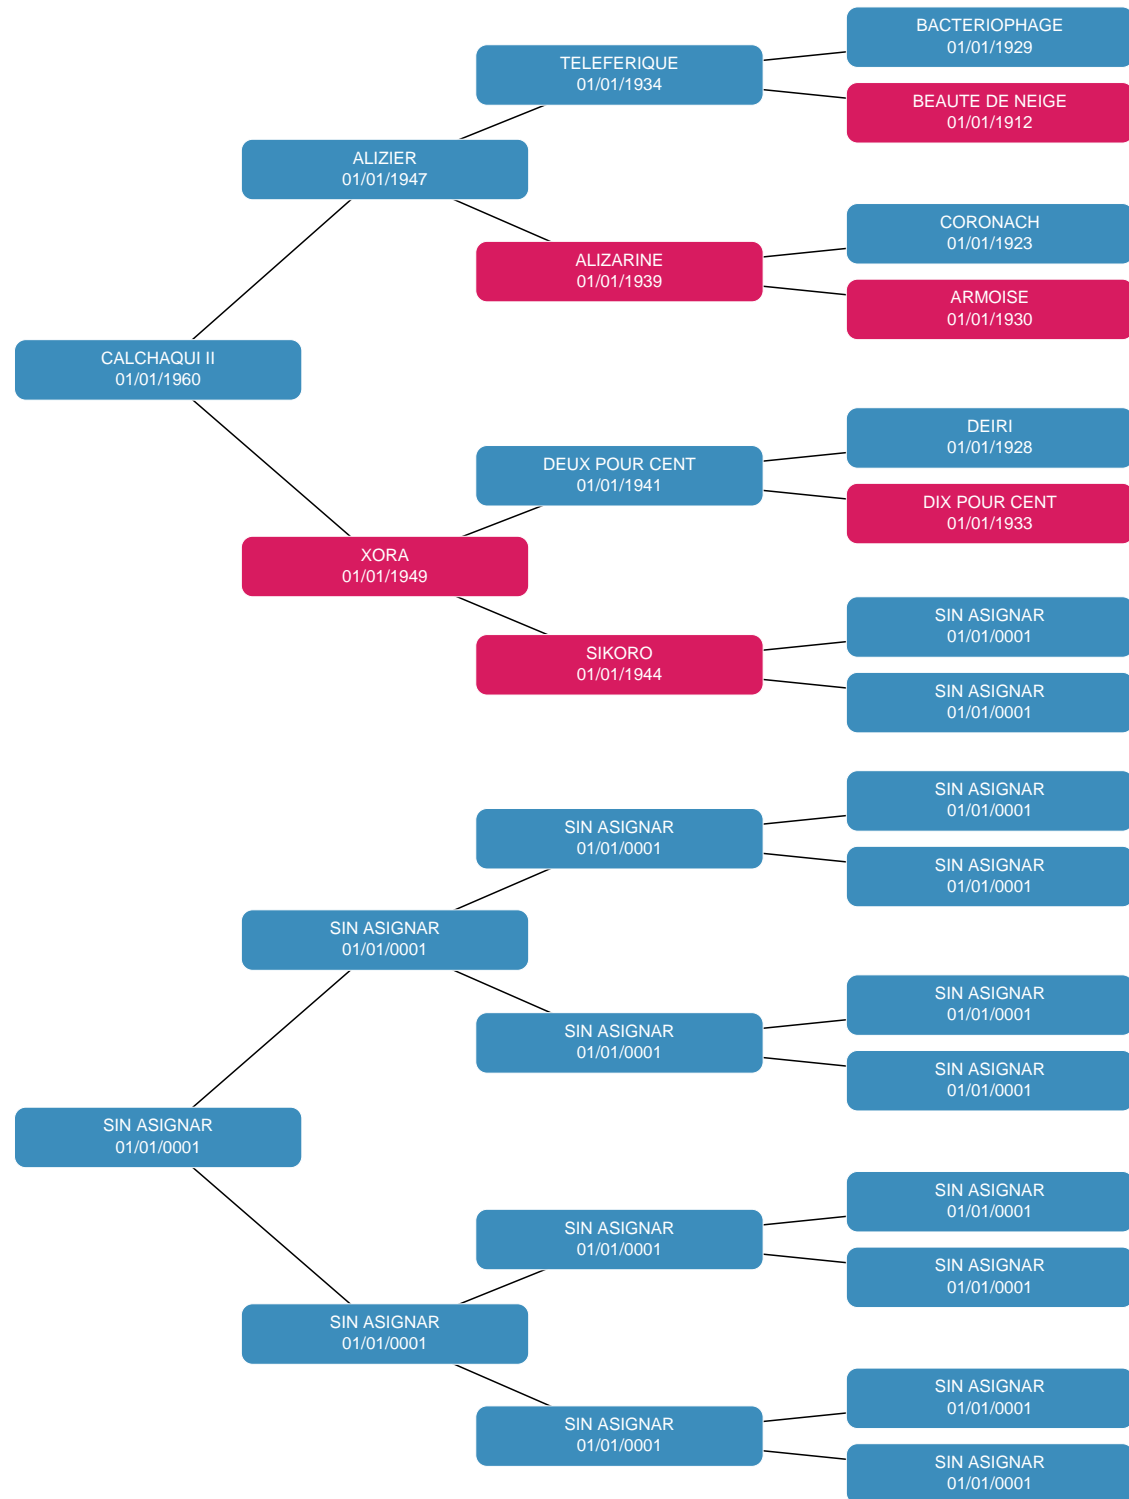 BACTERIOPHAGE
01/01/1929
TELEFERIQUE
01/01/1934
BEAUTE DE NEIGE
01/01/1912
ALIZIER
01/01/1947
CORONACH
01/01/1923
ALIZARINE
01/01/1939
ARMOISE
01/01/1930
CALCHAQUI II
01/01/1960
DEIRI
01/01/1928
DEUX POUR CENT
01/01/1941
DIX POUR CENT
01/01/1933
XORA
01/01/1949
SIN ASIGNAR
01/01/0001
SIKORO
01/01/1944
SIN ASIGNAR
01/01/0001
SIN ASIGNAR
01/01/0001
SIN ASIGNAR
01/01/0001
SIN ASIGNAR
01/01/0001
SIN ASIGNAR
01/01/0001
SIN ASIGNAR
01/01/0001
SIN ASIGNAR
01/01/0001
SIN ASIGNAR
01/01/0001
SIN ASIGNAR
01/01/0001
SIN ASIGNAR
01/01/0001
SIN ASIGNAR
01/01/0001
SIN ASIGNAR
01/01/0001
SIN ASIGNAR
01/01/0001
SIN ASIGNAR
01/01/0001
SIN ASIGNAR
01/01/0001
SIN ASIGNAR
01/01/0001